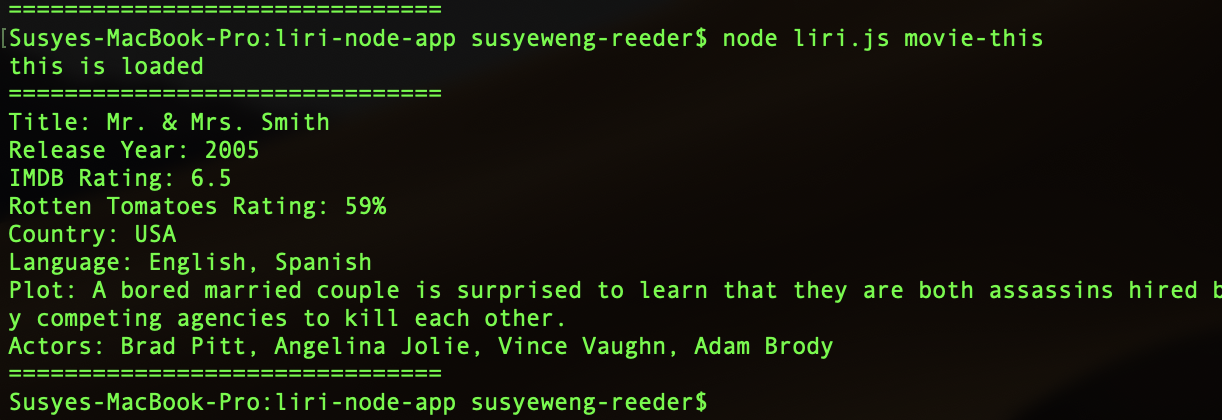 ===============================
[Susyes-MacBook-Pro:liri-node-app susyeweng-reeder$ node liri.js movie-this
this is loaded
===============================
Title: Mr. & Mrs. Smith
Release Year: 2005
IMDB Rating: 6.5
Rotten Tomatoes Rating: 59%
Country: USA
Language: English, Spanish
Plot: A bored married couple is surprised to learn that they are both assassins hired b
y competing agencies to kill each other.
Actors: Brad Pitt, Angelina Jolie, Vince Vaughn, Adam Brody
===============================
Susyes-MacBook-Pro:liri-node-app susyeweng-reeder$